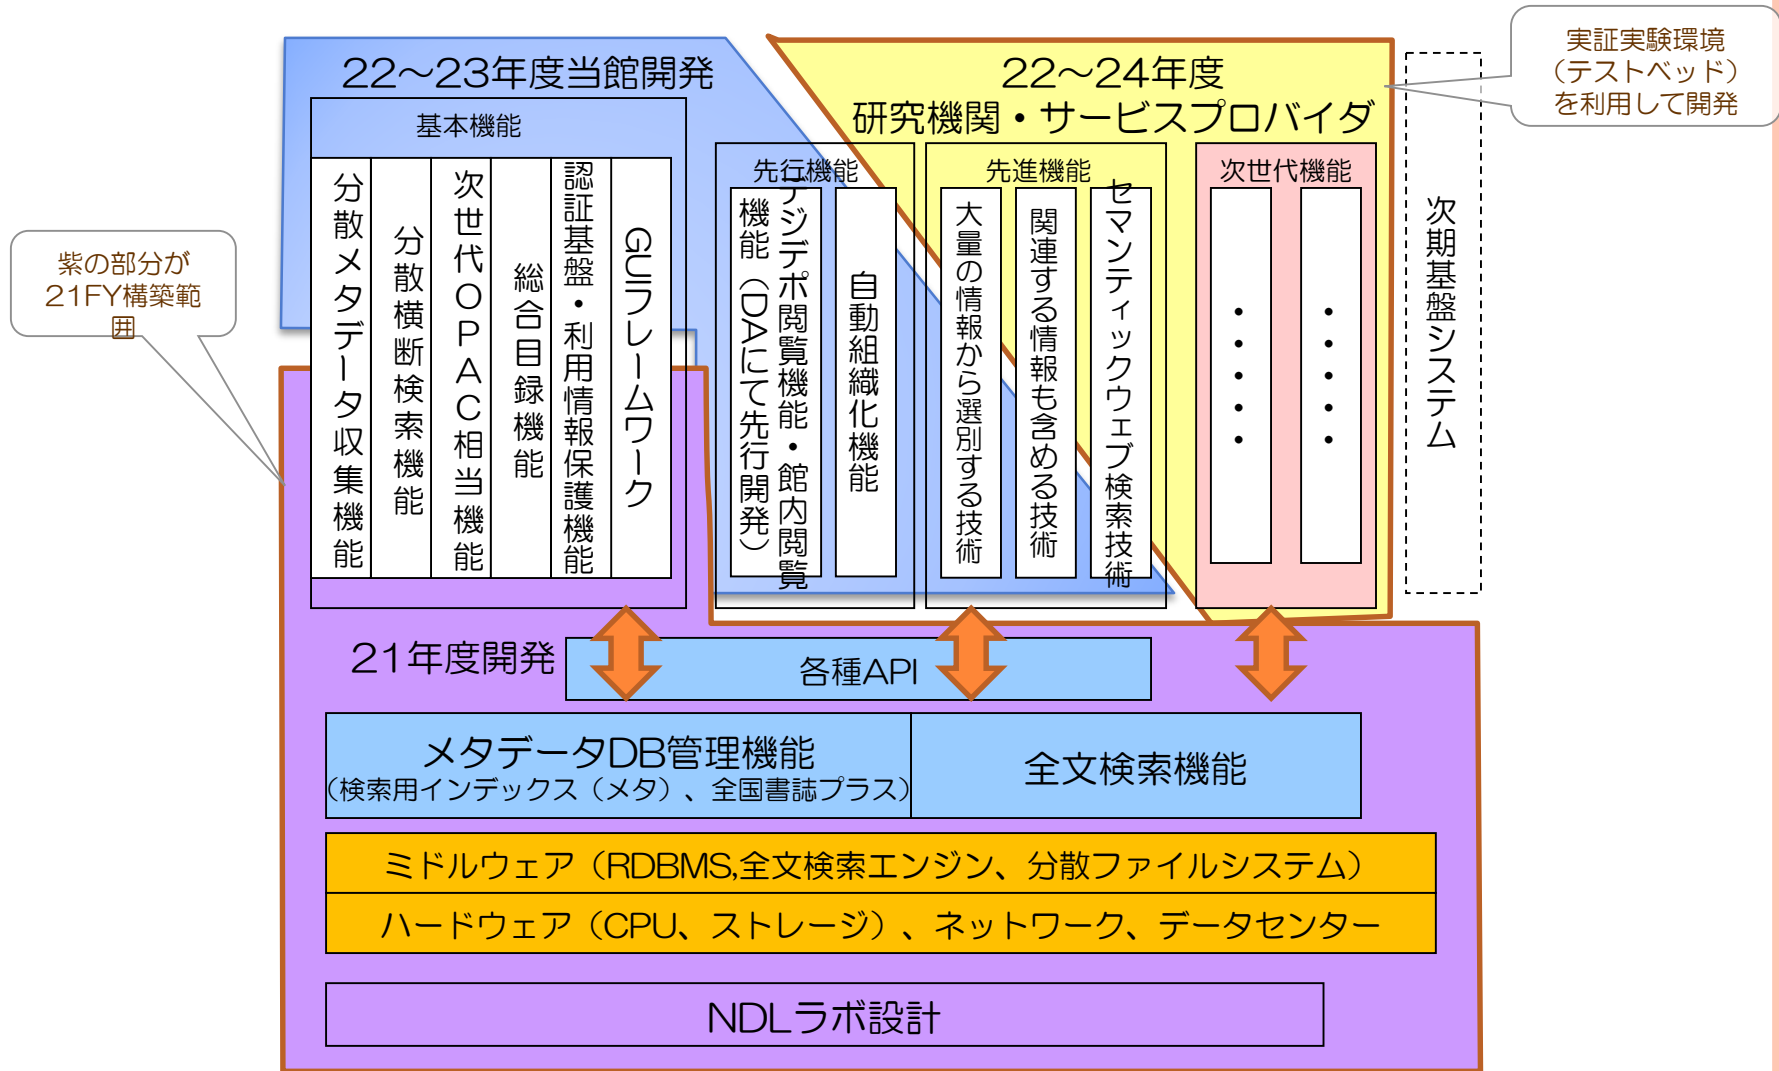 22～23年度当館開発
22～24年度
研究機関・サービスプロバイダ
実証実験環境
（テストベッド）
を利用して開発
基本機能
分散メタデータ収集機能
分散横断検索機能
次世代ＯＰＡＣ相当機能
総合目録機能
認証基盤・利用情報保護機能
GUIフレームワーク
先行機能
デジデポ閲覧機能・館内閲覧
機能（DAにて先行開発）
自動組織化機能
先進機能
大量の情報から選別する技術
関連する情報も含める技術
セマンティックウェブ検索技術
次世代機能
・・・・・
・・・・・
次期基盤システム
紫の部分が
21FY構築範
囲
21年度開発
各種API
メタデータDB管理機能
（検索用インデックス（メタ）、全国書誌プラス）
全文検索機能
ミドルウェア（RDBMS,全文検索エンジン、分散ファイルシステム）
ハードウェア（CPU、ストレージ）、ネットワーク、データセンター
NDLラボ設計